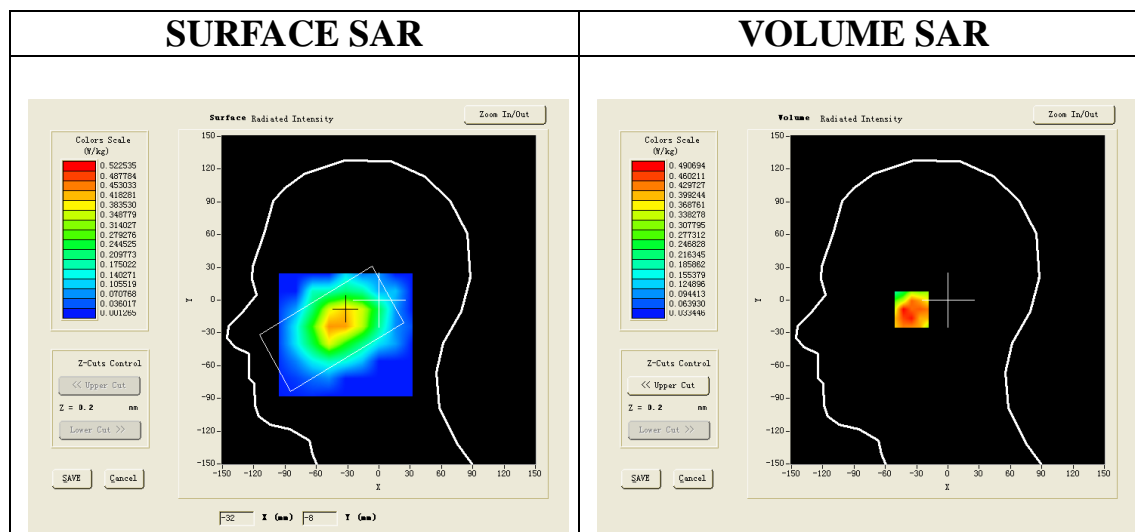 SURFACE SAR
VOLUME SAR
Surface Radiated Intensity
Zoom In/Out
Colors Scale
(W/kg)
0.522535
0.487784
0.453033
0.418281
0.383530
0.348779
0.314027
0.279276
0.244525
0.209773
0.175022
0.140271
0.105519
0.070768
0.036017
0.001265
150
120
90
60
30
0
-30
-60
-90
-120
-150
Y
-150 -120 -90 -60 -30 0 30 60 90 120 150
X
Z-Cuts Control
<< Upper Cut
Z = 0.2 mm
Lower Cut >>
SAVE Cancel
-32 X (mm) -8 Y (mm)
Volume Radiated Intensity
Zoom In/Out
Colors Scale
(W/kg)
0.490694
0.460211
0.429727
0.399244
0.368761
0.338278
0.307795
0.277312
0.246828
0.216345
0.185862
0.155379
0.124896
0.094413
0.063930
0.033446
150
120
90
60
30
0
-30
-60
-90
-120
-150
Y
-150 -120 -90 -60 -30 0 30 60 90 120 150
X
Z-Cuts Control
<< Upper Cut
Z = 0.2 mm
Lower Cut >>
SAVE Cancel